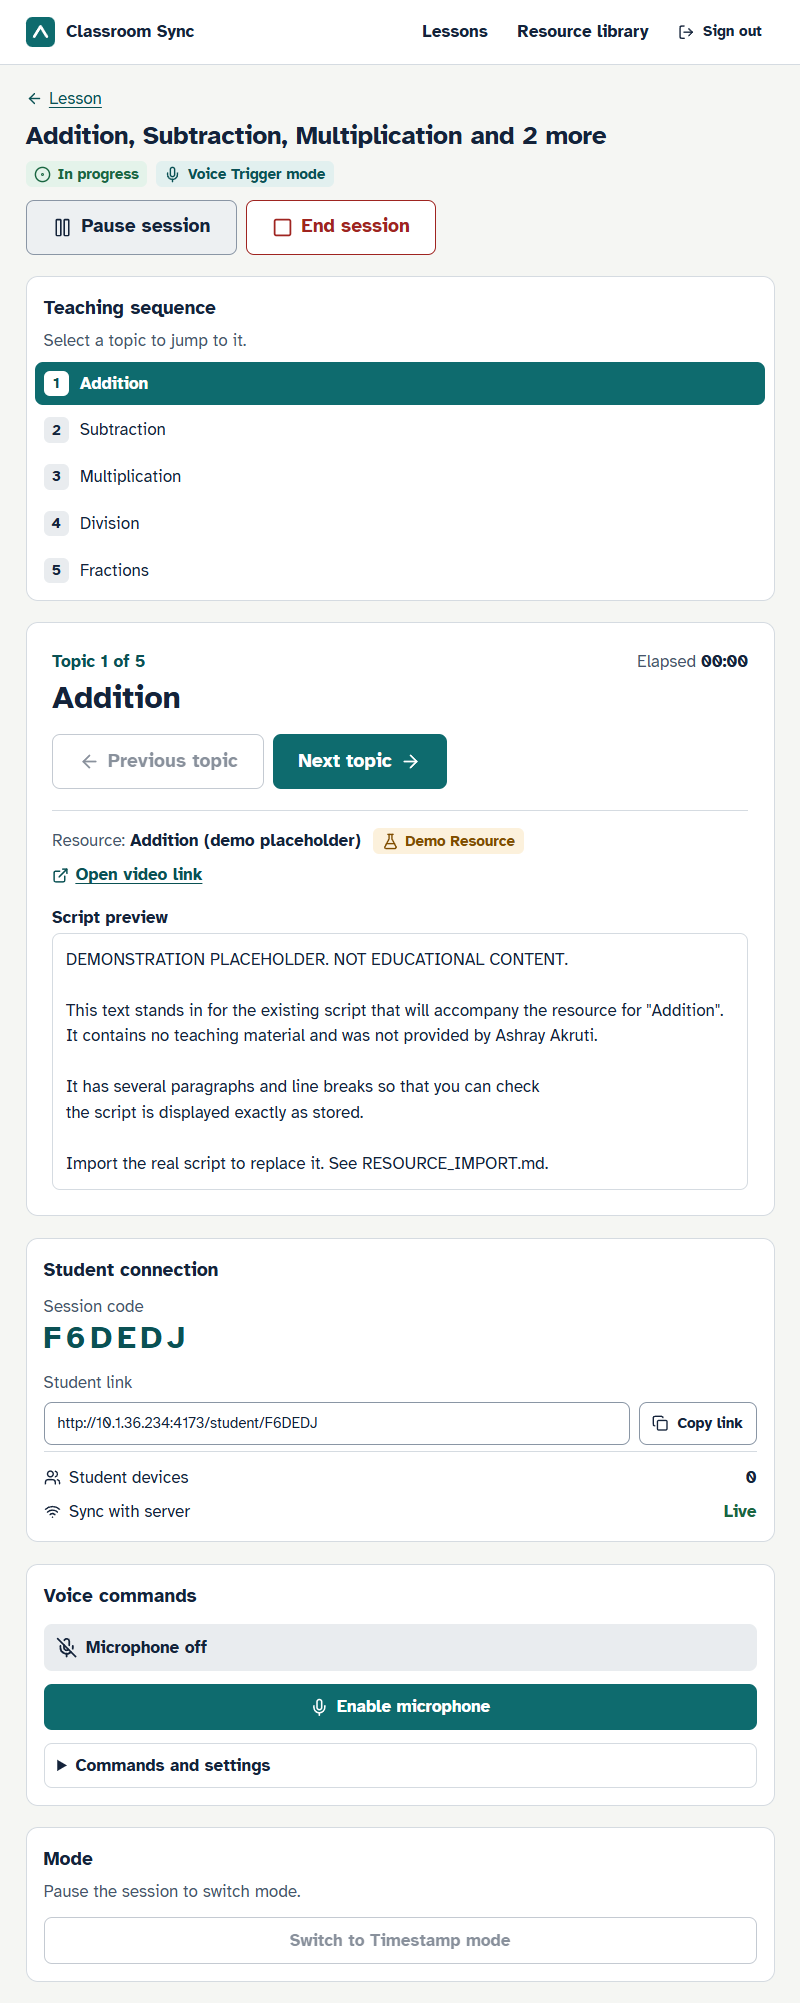 Classroom Sync
Lessons
Resource library
Sign out
Lesson
Addition, Subtraction, Multiplication and 2 more
In progress
Voice Trigger mode
Pause session
End session
Teaching sequence
Select a topic to jump to it.
1 Addition
2 Subtraction
3 Multiplication
4 Division
5 Fractions
Topic 1 of 5
Elapsed 00:00
Addition
Previous topic
Next topic
Resource: Addition (demo placeholder)
Demo Resource
Open video link
Script preview
DEMONSTRATION PLACEHOLDER. NOT EDUCATIONAL CONTENT.
This text stands in for the existing script that will accompany the resource for "Addition".
It contains no teaching material and was not provided by Ashray Akruti.
It has several paragraphs and line breaks so that you can check
the script is displayed exactly as stored.
Import the real script to replace it. See RESOURCE_IMPORT.md.
Student connection
Session code
F6DEDJ
Student link
http://10.1.36.234:4173/student/F6DEDJ
Copy link
Student devices 0
Sync with server Live
Voice commands
Microphone off
Enable microphone
Commands and settings
Mode
Pause the session to switch mode.
Switch to Timestamp mode